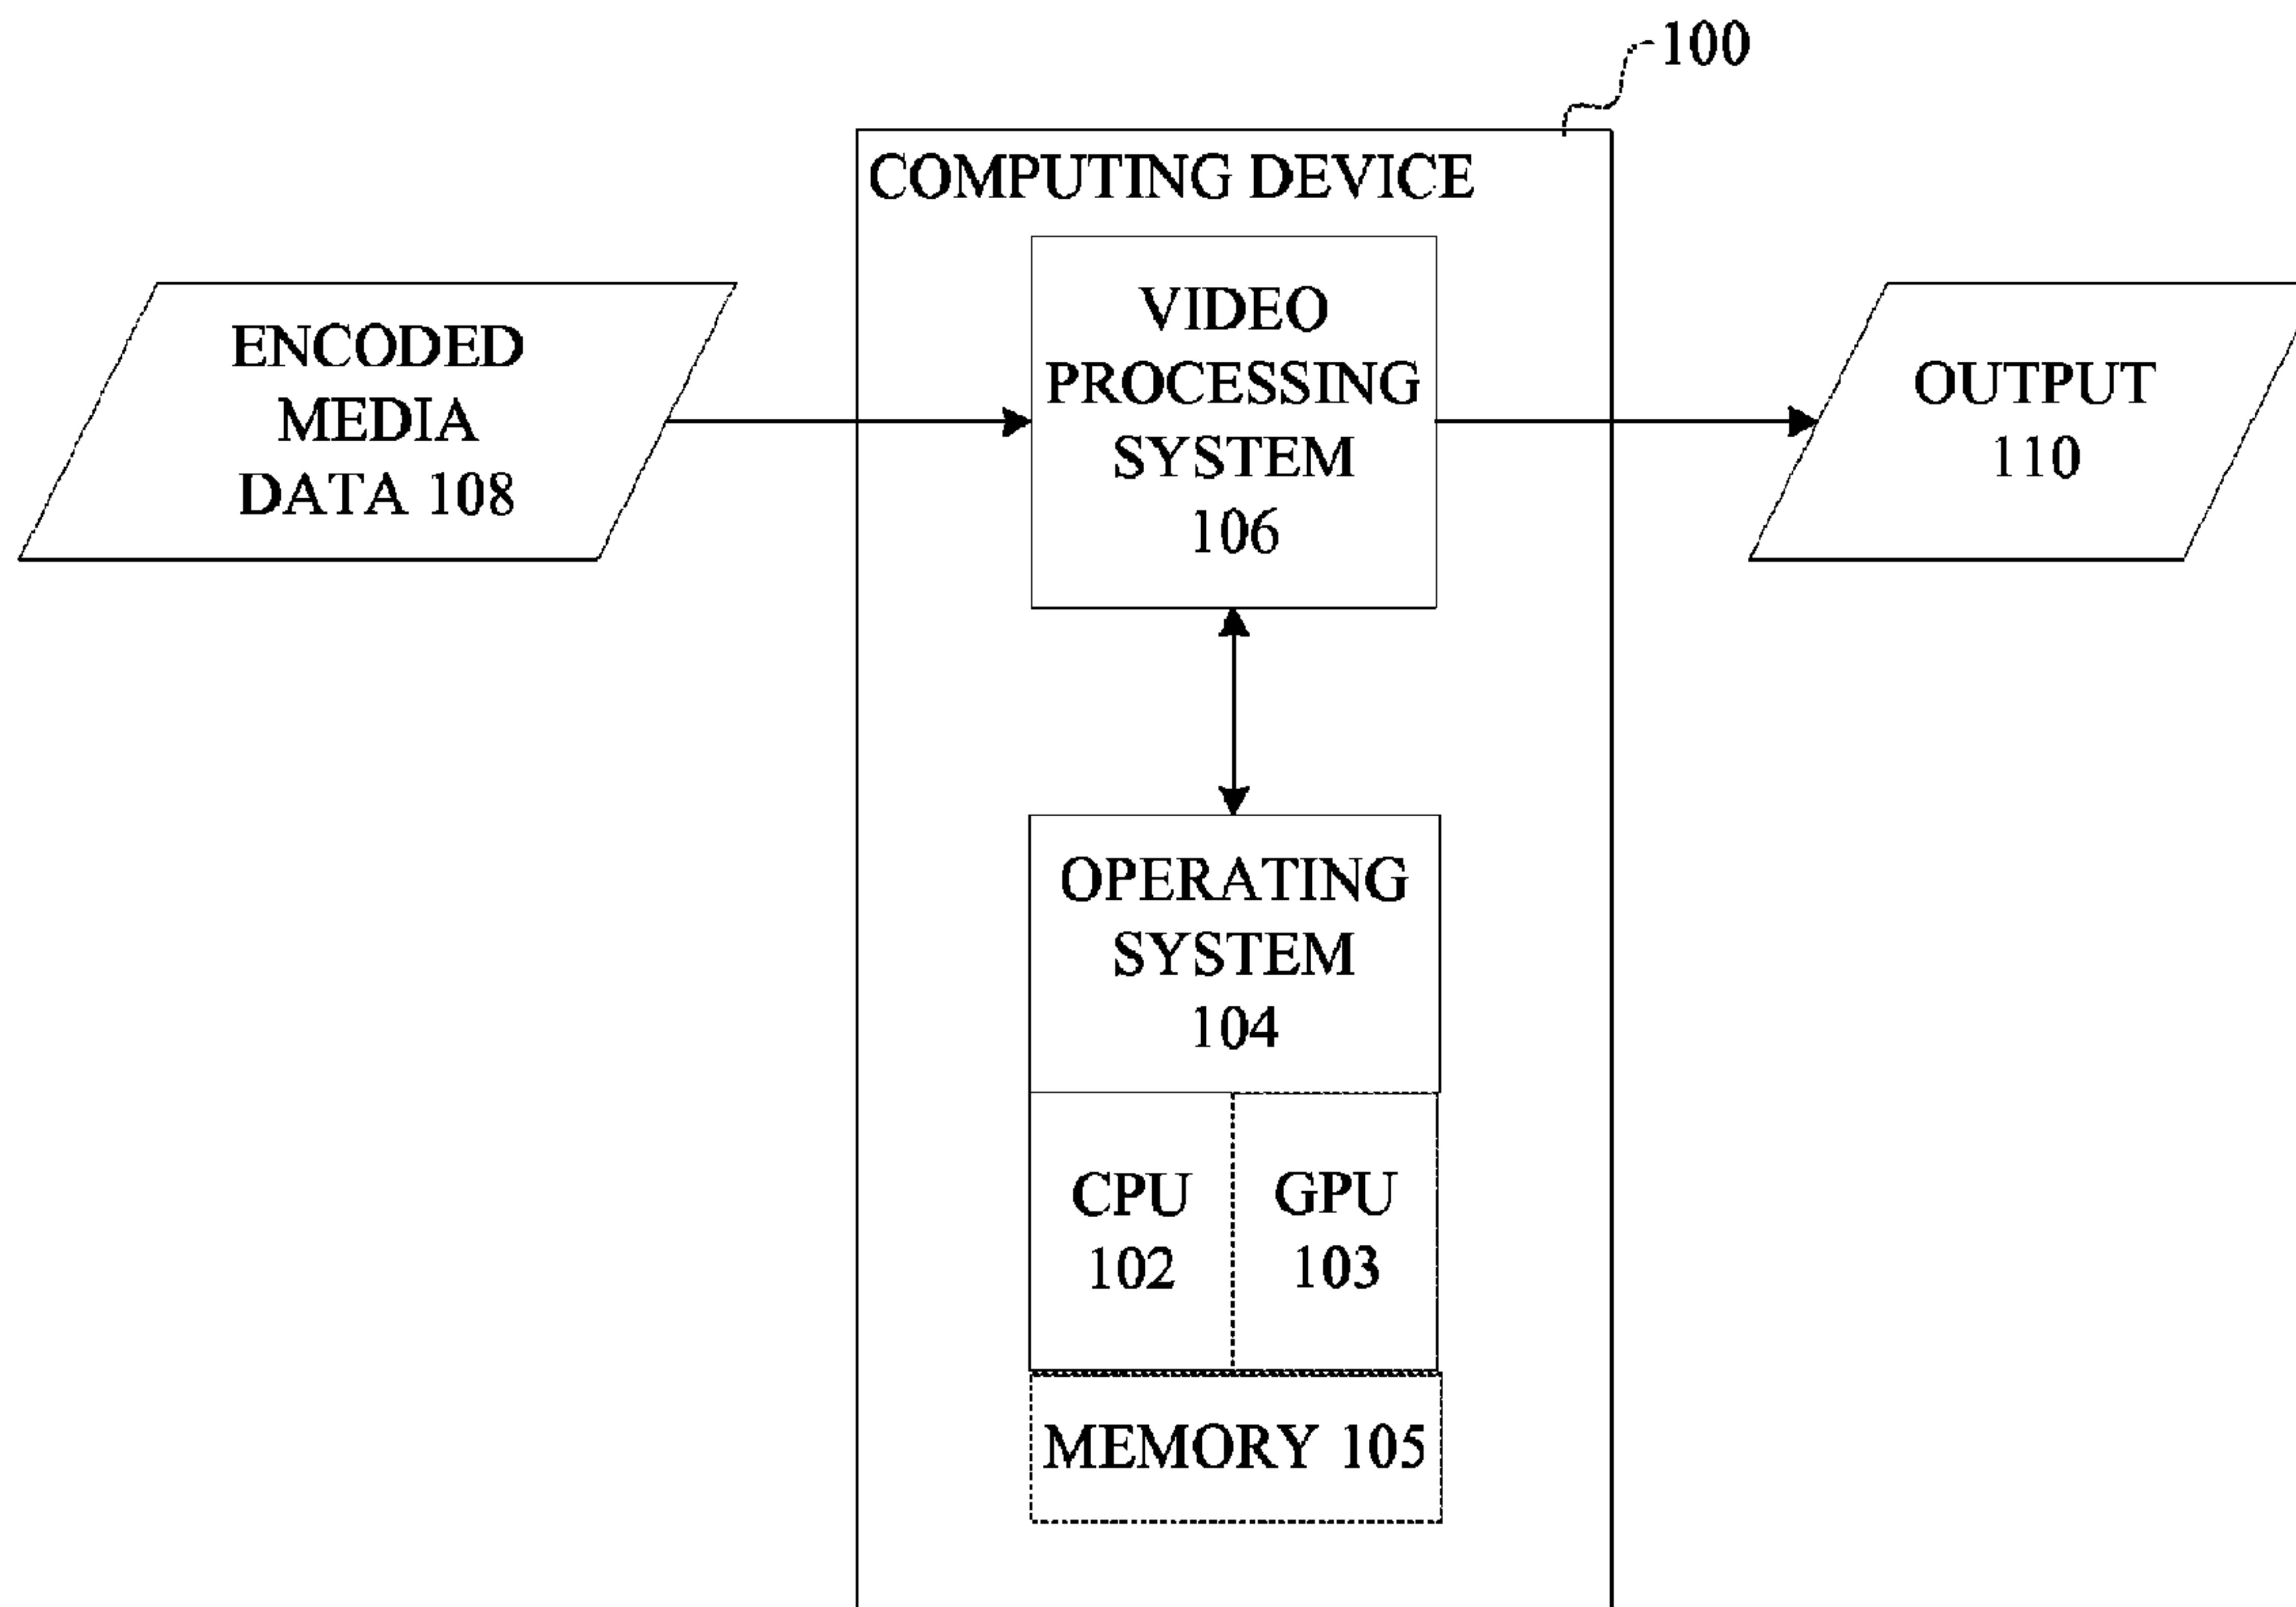 100
COMPUTING DEVICE
ENCODED
MEDIA
DATA 108
VIDEO
PROCESSING
SYSTEM
106
OUTPUT
110
OPERATING
SYSTEM
104
CPU
102
GPU
103
MEMORY 105